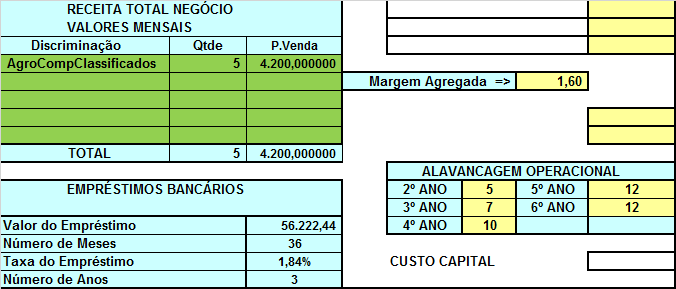 RECEITA TOTAL NEGÓCIO
VALORES MENSAIS
Discriminação Qtde P.Venda
AgroCompClassificados 5 4.200,000000
Margem Agregada => 1,60
TOTAL 5 4.200,000000
ALAVANCAGEM OPERACIONAL
2º ANO 5 5º ANO 12
3º ANO 7 6º ANO 12
4º ANO 10
EMPRÉSTIMOS BANCÁRIOS
Valor do Empréstimo 56.222,44
Número de Meses 36
Taxa do Empréstimo 1,84%
Número de Anos 3
CUSTO CAPITAL